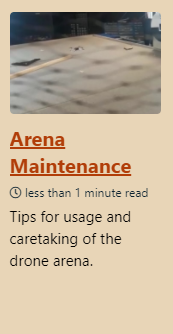 Arena
Maintenance
less than 1 minute read
Tips for usage and
caretaking of the
drone arena.